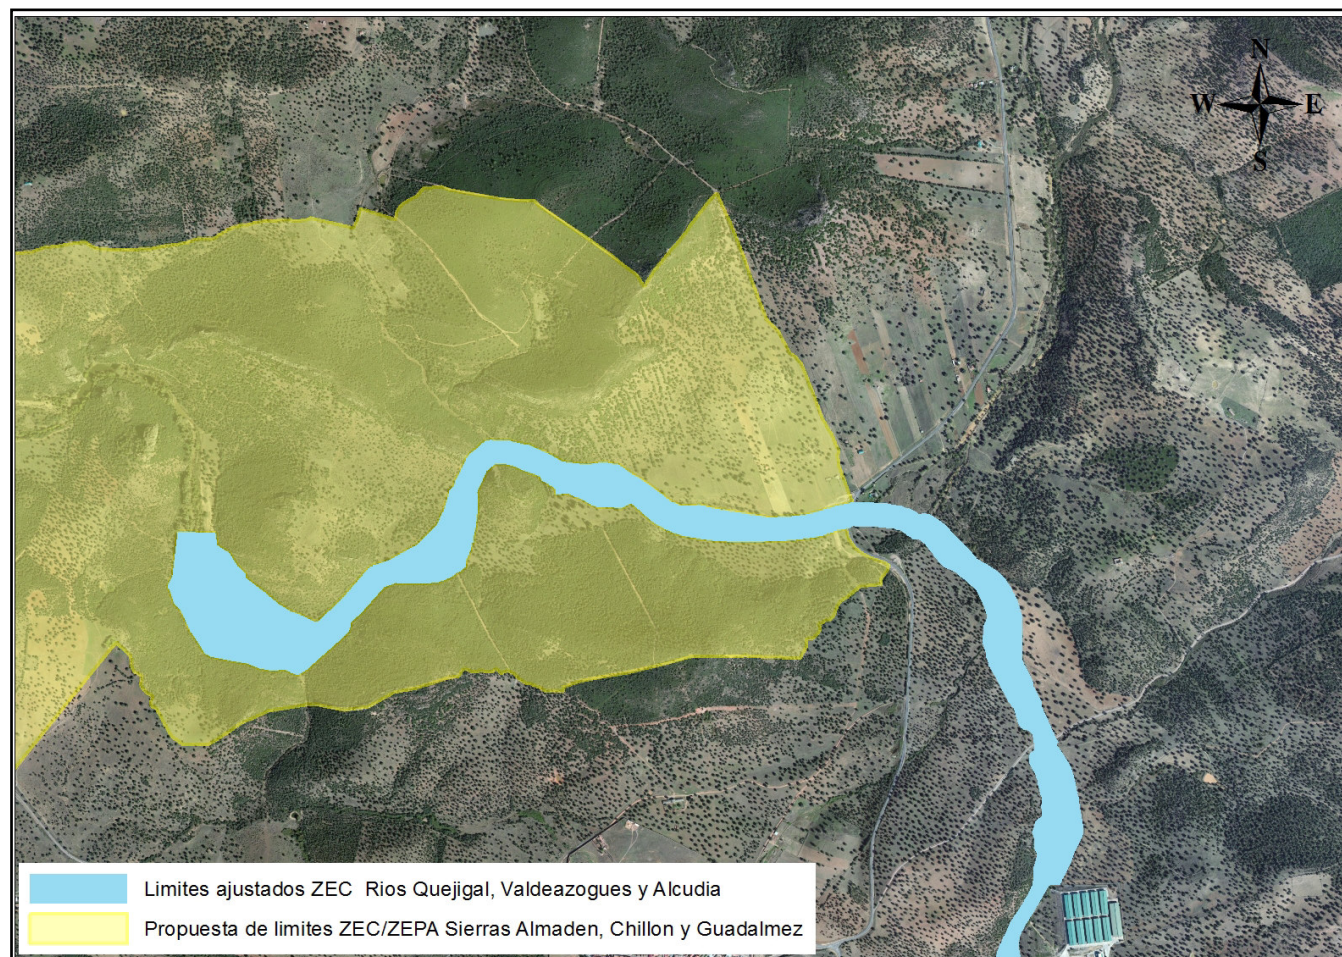 N
W E
S
Limites ajustados ZEC Rios Quejigal, Valdeazogues y Alcudia
Propuesta de limites ZEC/ZEPA Sierras Almaden, Chillon y Guadalmez